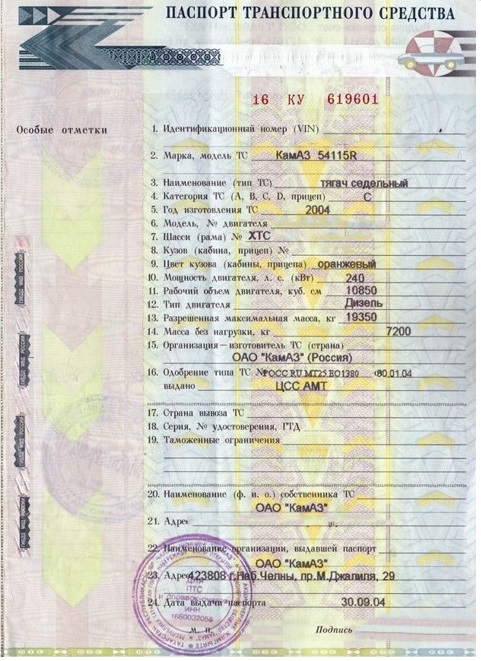 ПАСПОРТ ТРАНСПОРТНОГО СРЕДСТВА
16 КУ 619601
Особые отметки
1. Идентификационный номер (VIN)
2. Марка, модель ТС КамАЗ 54115R
3. Наименование (тип ТС) тягач седельный
4. Категория ТС (A, B, C, D, прицеп) С
5. Год изготовления ТС 2004
6. Модель, № двигателя
7. Шасси (рама) № ХТС
8. Кузов (кабина, прицеп) №
9. Цвет кузова (кабины, прицепа) оранжевый
10. Мощность двигателя, л. с. (кВт) 240
11. Рабочий объем двигателя, куб. см 10850
12. Тип двигателя Дизель
13. Разрешенная максимальная масса, кг 19350
14. Масса без нагрузки, кг 7200
15. Организация—изготовитель ТС (страна)
ОАО "КамАЗ" (Россия)
16. Одобрение типа ТС № РОСС RU.MT25.E01380 30.01.04
выдано ЦСС АМТ
17. Страна вывоза ТС
18. Серия, № удостоверения, ГТД
19. Таможенные ограничения
20. Наименование (ф. и. о.) собственника ТС
ОАО "КамАЗ"
21. Адрес
22. Наименование организации, выдавшей паспорт
ОАО "КамАЗ"
23. Адрес 423808 г.Наб.Челны, пр.М.Джалиля, 29
24. Дата выдачи паспорта 30.09.04
М. П. Подпись
ПТС
ИНН